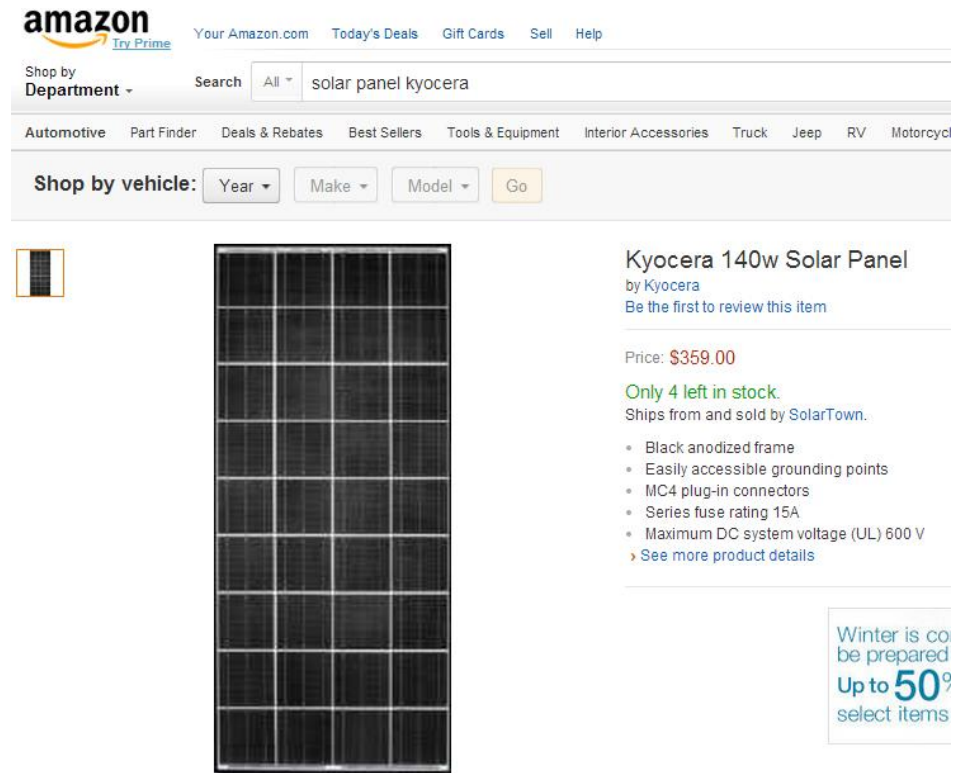 amazon
Try Prime
Your Amazon.com Today's Deals Gift Cards Sell Help
Shop by
Department
Search All solar panel kyocera
Automotive Part Finder Deals & Rebates Best Sellers Tools & Equipment Interior Accessories Truck Jeep RV Motorcycl
Shop by vehicle: Year Make Model Go
Kyocera 140w Solar Panel
by Kyocera
Be the first to review this item
Price: $359.00
Only 4 left in stock.
Ships from and sold by SolarTown.
Black anodized frame
Easily accessible grounding points
MC4 plug-in connectors
Series fuse rating 15A
Maximum DC system voltage (UL) 600 V
› See more product details
Winter is co
be prepared
Up to 50%
select items